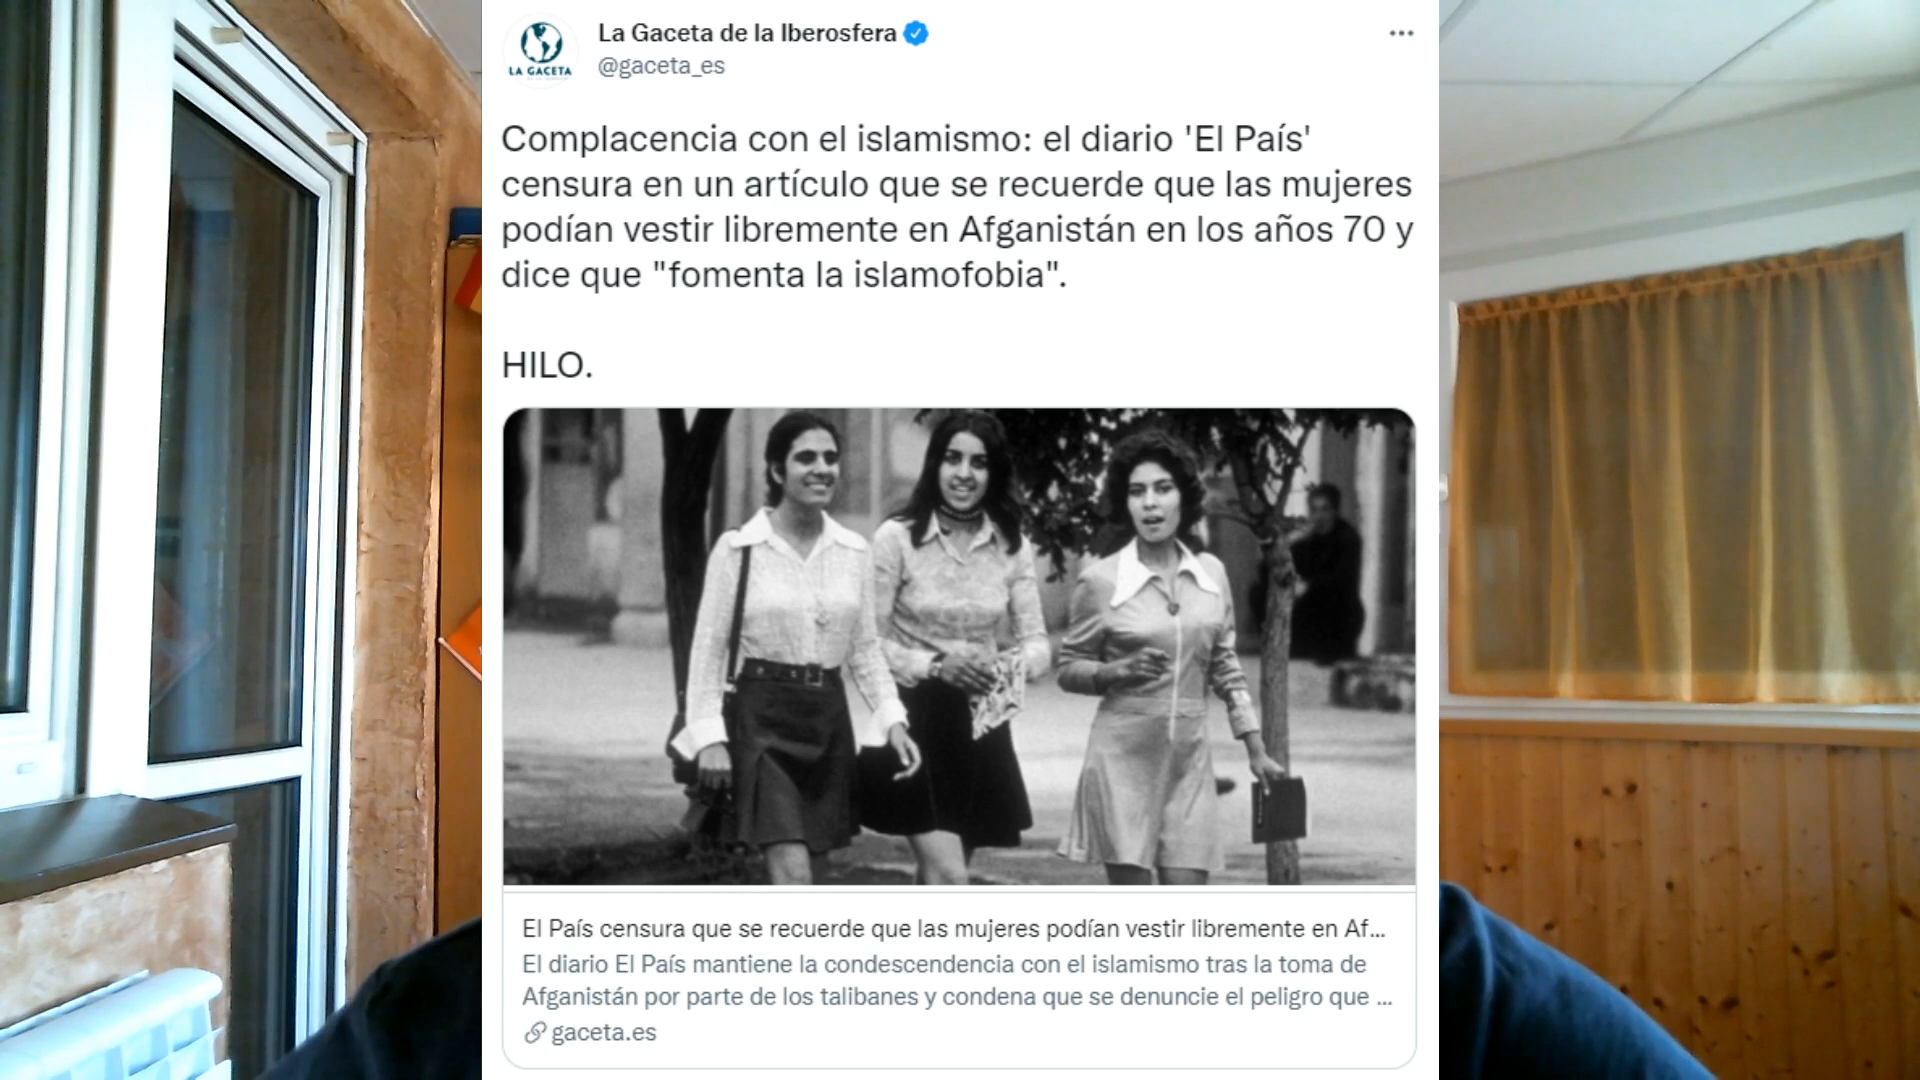 La Gaceta de la Iberosfera
@gaceta_es
LA GACETA
Complacencia con el islamismo: el diario 'El País'
censura en un artículo que se recuerde que las mujeres
podían vestir libremente en Afganistán en los años 70 y
dice que "fomenta la islamofobia".
HILO.
El País censura que se recuerde que las mujeres podían vestir libremente en Af...
El diario El País mantiene la condescendencia con el islamismo tras la toma de
Afganistán por parte de los talibanes y condena que se denuncie el peligro que ...
gaceta.es